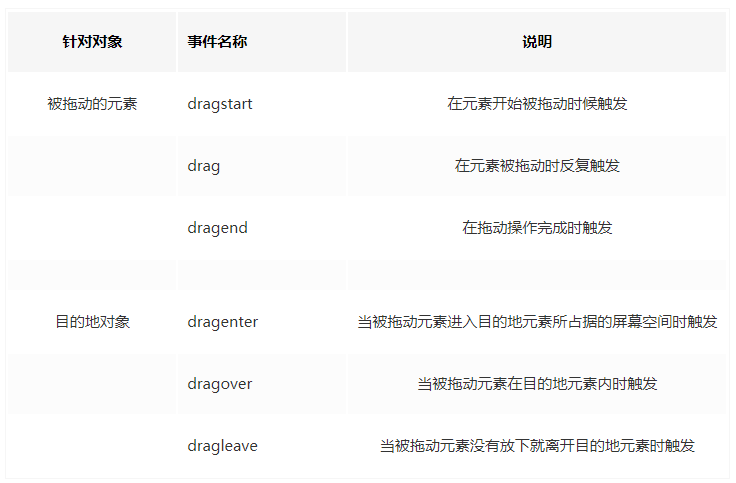 针对对象 事件名称 说明
被拖动的元素 dragstart 在元素开始被拖动时候触发
drag 在元素被拖动时反复触发
dragend 在拖动操作完成时触发
目的地对象 dragenter 当被拖动元素进入目的地元素所占据的屏幕空间时触发
dragover 当被拖动元素在目的地元素内时触发
dragleave 当被拖动元素没有放下就离开目的地元素时触发